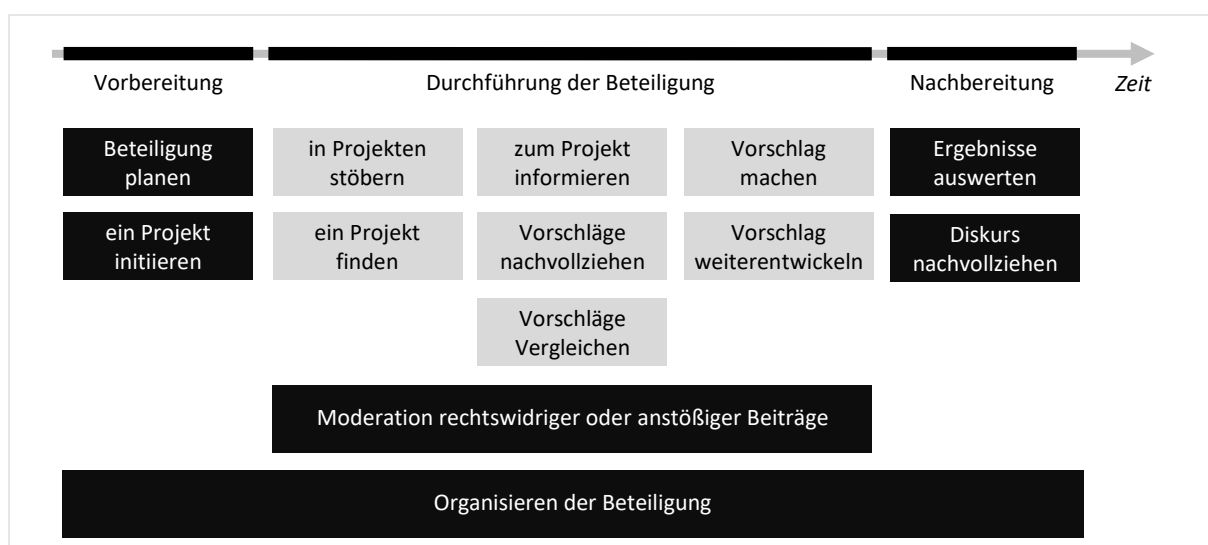 Vorbereitung
Durchführung der Beteiligung
Nachbereitung
Zeit
Beteiligung
planen
in Projekten
stöbern
zum Projekt
informieren
Vorschlag
machen
Ergebnisse
auswerten
ein Projekt
initiieren
ein Projekt
finden
Vorschläge
nachvollziehen
Vorschlag
weiterentwickeln
Diskurs
nachvollziehen
Vorschläge
Vergleichen
Moderation rechtswidriger oder anstößiger Beiträge
Organisieren der Beteiligung